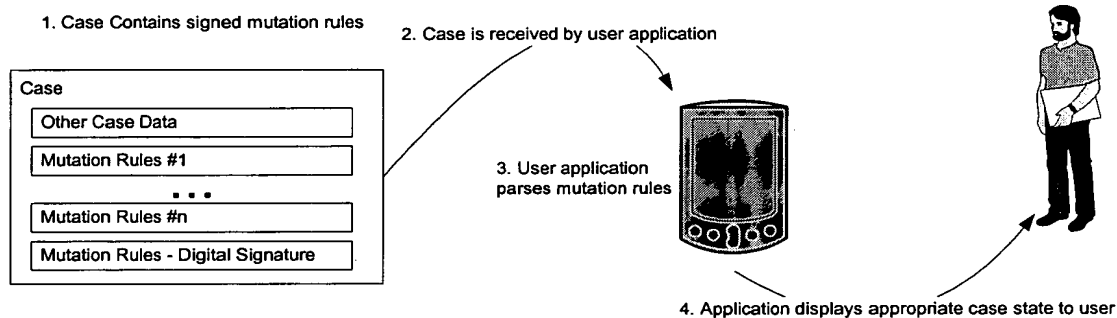 1. Case Contains signed mutation rules
2. Case is received by user application
Case
Other Case Data
Mutation Rules #1
...
Mutation Rules #n
Mutation Rules - Digital Signature
3. User application
parses mutation rules
4. Application displays appropriate case state to user